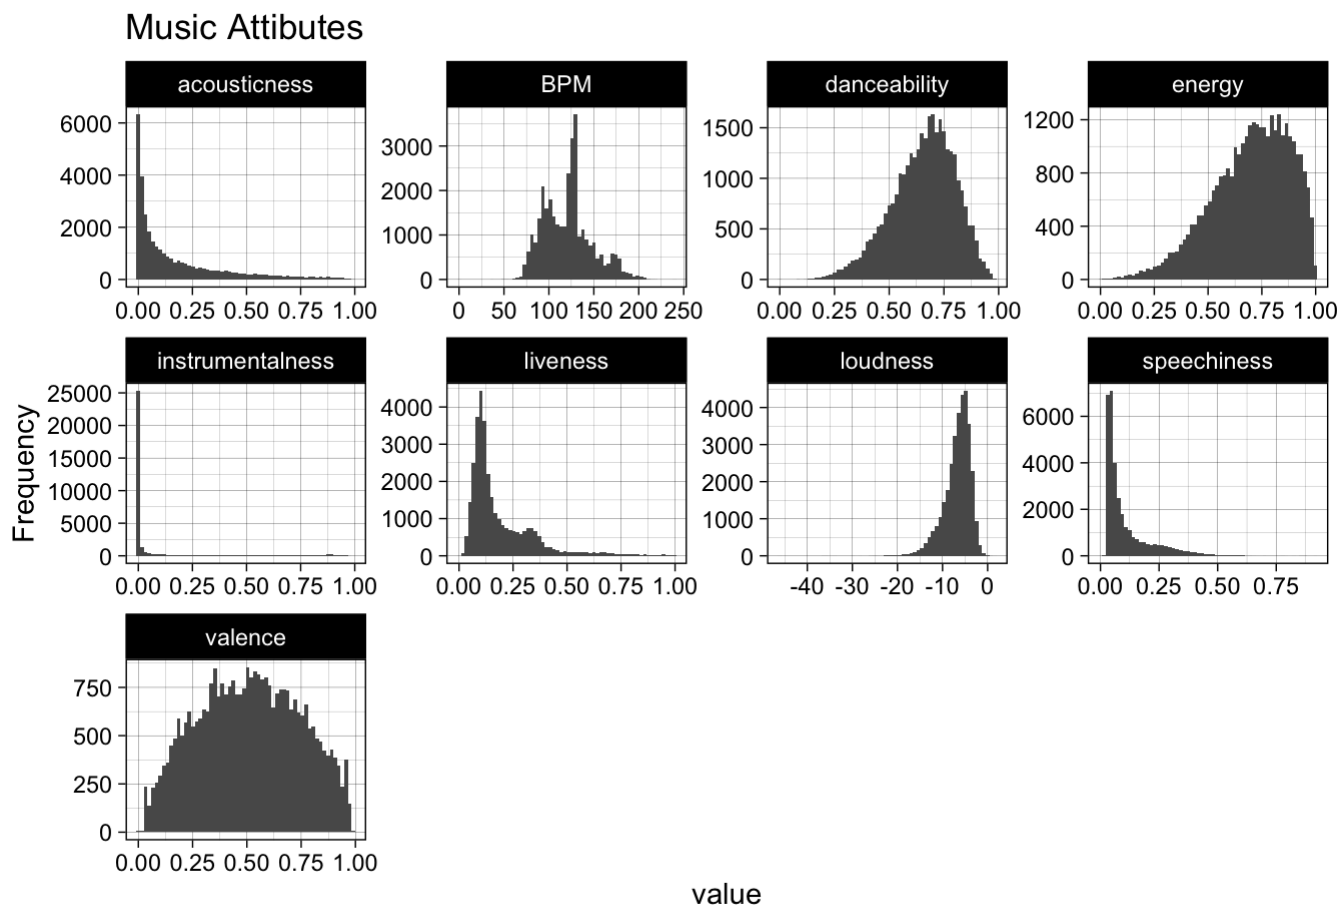 Music Attibutes
acousticness BPM danceability energy
6000 4000 2000 0
3000 2000 1000 0
1500 1000 500 0
1200 800 400 0
0.00 0.25 0.50 0.75 1.00
0 50 100 150 200 250
0.00 0.25 0.50 0.75 1.00
0.00 0.25 0.50 0.75 1.00
instrumentalness liveness loudness speechiness
Frequency
25000 20000 15000 10000 5000 0
4000 3000 2000 1000 0
4000 3000 2000 1000 0
6000 4000 2000 0
0.00 0.25 0.50 0.75 1.00
0.00 0.25 0.50 0.75 1.00
-40 -30 -20 -10 0
0.00 0.25 0.50 0.75
valence
750
500
250
0
0.00 0.25 0.50 0.75 1.00
value